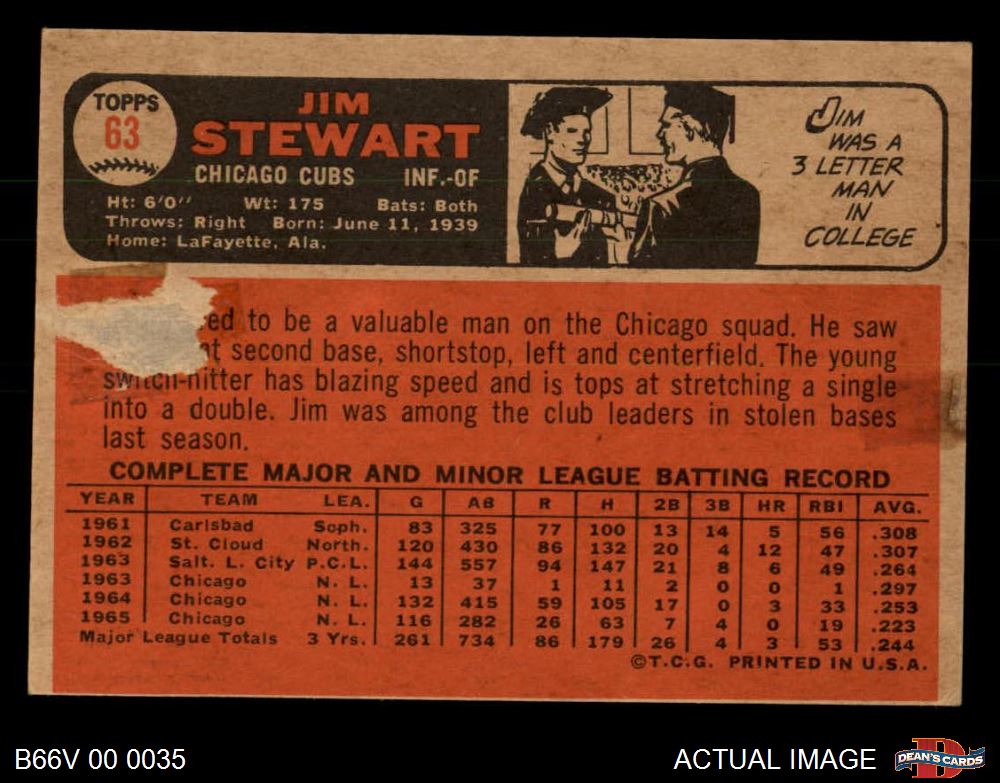 TOPPS
63
JIM
STEWART
CHICAGO CUBS INF.-OF
Ht: 6'0" Wt: 175 Bats: Both
Throws: Right Born: June 11, 1939
Home: LaFayette, Ala.
JIM
WAS A
3 LETTER
MAN
IN
COLLEGE
ed to be a valuable man on the Chicago squad. He saw
at second base, shortstop, left and centerfield. The young
switch-hitter has blazing speed and is tops at stretching a single
into a double. Jim was among the club leaders in stolen bases
last season.
COMPLETE MAJOR AND MINOR LEAGUE BATTING RECORD
YEAR TEAM LEA. G AB R H 2B 3B HR RBI AVG.
1961 Carlsbad Soph. 83 325 77 100 13 14 5 56 .308
1962 St. Cloud North. 120 430 86 132 20 4 12 47 .307
1963 Salt. L. City P.C.L. 144 557 94 147 21 8 6 49 .264
1963 Chicago N. L. 13 37 1 11 2 0 0 1 .297
1964 Chicago N. L. 132 415 59 105 17 0 3 33 .253
1965 Chicago N. L. 116 282 26 63 7 4 0 19 .223
Major League Totals 3 Yrs. 261 734 86 179 26 4 3 53 .244
©T.C.G. PRINTED IN U.S.A.
B66V 00 0035
ACTUAL IMAGE
DEAN'S CARDS